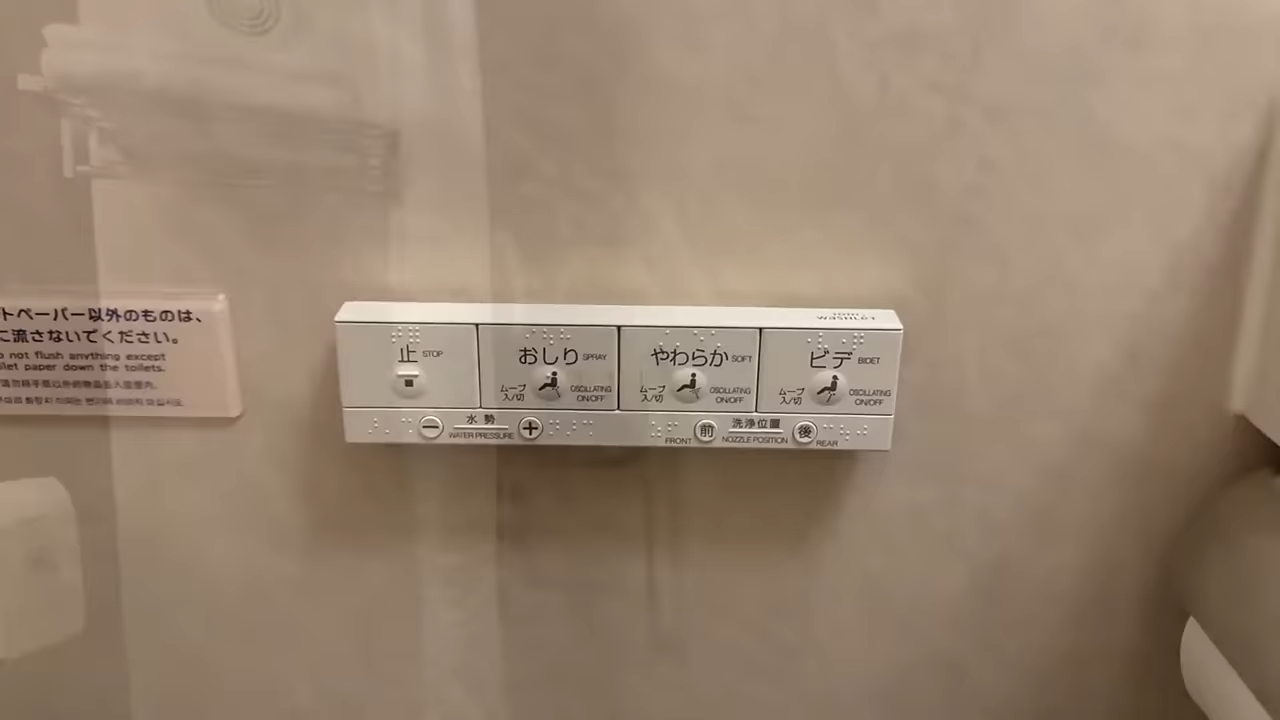 トペーパー以外のものは、
に流さないでください。
o not flush anything except
ilet paper down the toilets.
WASHLET
止 STOP
おしり SPRAY
ムーブ
入/切
OSCILLATING
ON/OFF
やわらか SOFT
ムーブ
入/切
OSCILLATING
ON/OFF
ビデ BIDET
ムーブ
入/切
OSCILLATING
ON/OFF
− 水勢 +
WATER PRESSURE
前 洗浄位置 後
FRONT NOZZLE POSITION REAR